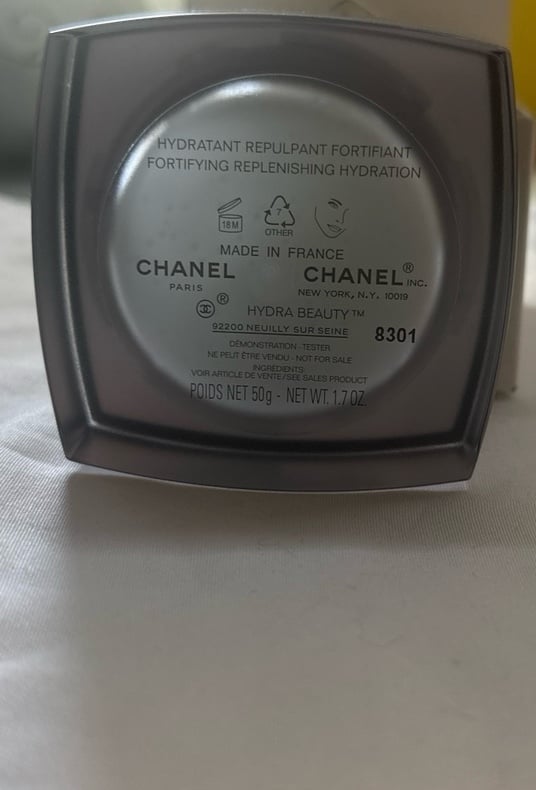 HYDRATANT REPULPANT FORTIFIANT
FORTIFYING REPLENISHING HYDRATION
18M
7
OTHER
MADE IN FRANCE
CHANEL CHANEL® INC.
PARIS NEW YORK, N.Y. 10019
® HYDRA BEAUTY™
92200 NEUILLY SUR SEINE 8301
DÉMONSTRATION - TESTER
NE PEUT ÊTRE VENDU - NOT FOR SALE
INGRÉDIENTS:
VOIR ARTICLE DE VENTE/SEE SALES PRODUCT
POIDS NET 50g - NET WT. 1.7 OZ.